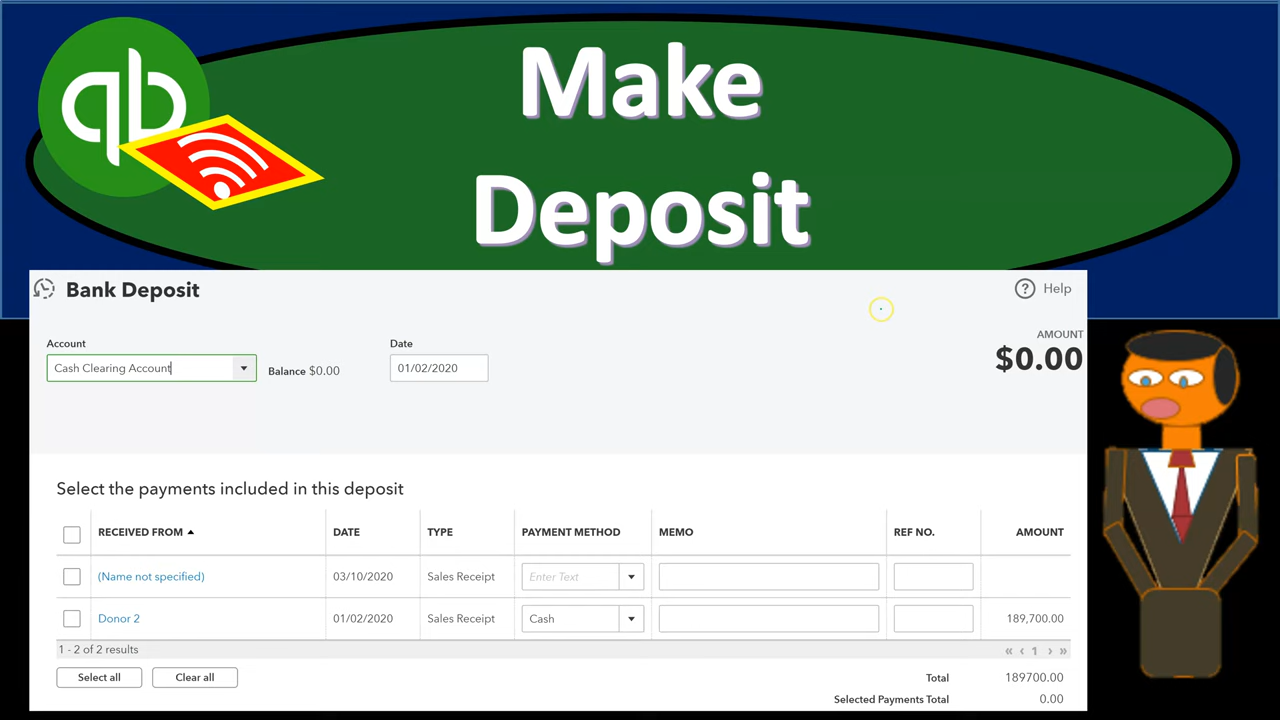 qb
Make
Deposit
Bank Deposit
Help
Account
Date
AMOUNT
Cash Clearing Account
Balance $0.00
01/02/2020
$0.00
Select the payments included in this deposit
RECEIVED FROM DATE TYPE PAYMENT METHOD MEMO REF NO. AMOUNT
(Name not specified) 03/10/2020 Sales Receipt Enter Text
Donor 2 01/02/2020 Sales Receipt Cash 189,700.00
1 - 2 of 2 results
« ‹ 1 › »
Select all Clear all Total 189700.00
Selected Payments Total 0.00